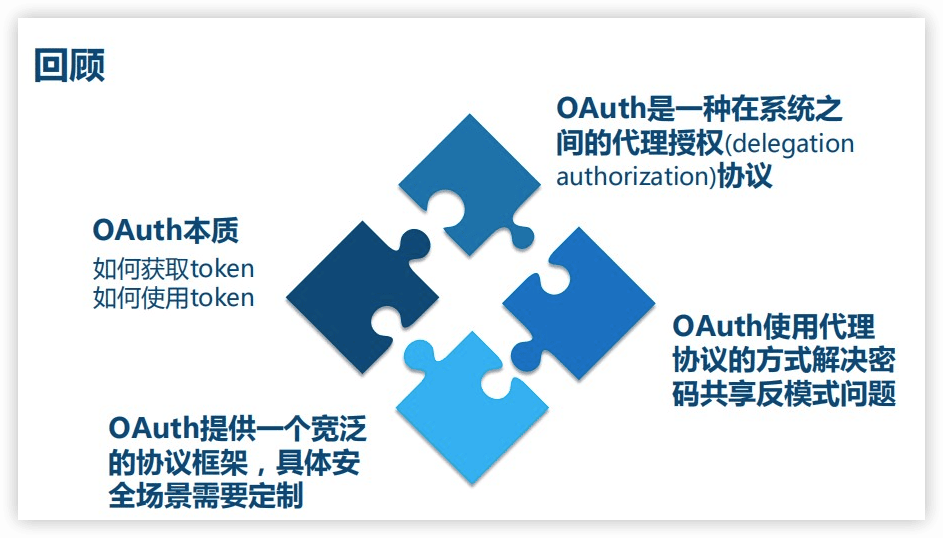 回顾
OAuth是一种在系统之
间的代理授权(delegation
authorization)协议
OAuth本质
如何获取token
如何使用token
OAuth使用代理
协议的方式解决密
码共享反模式问题
OAuth提供一个宽泛
的协议框架，具体安
全场景需要定制